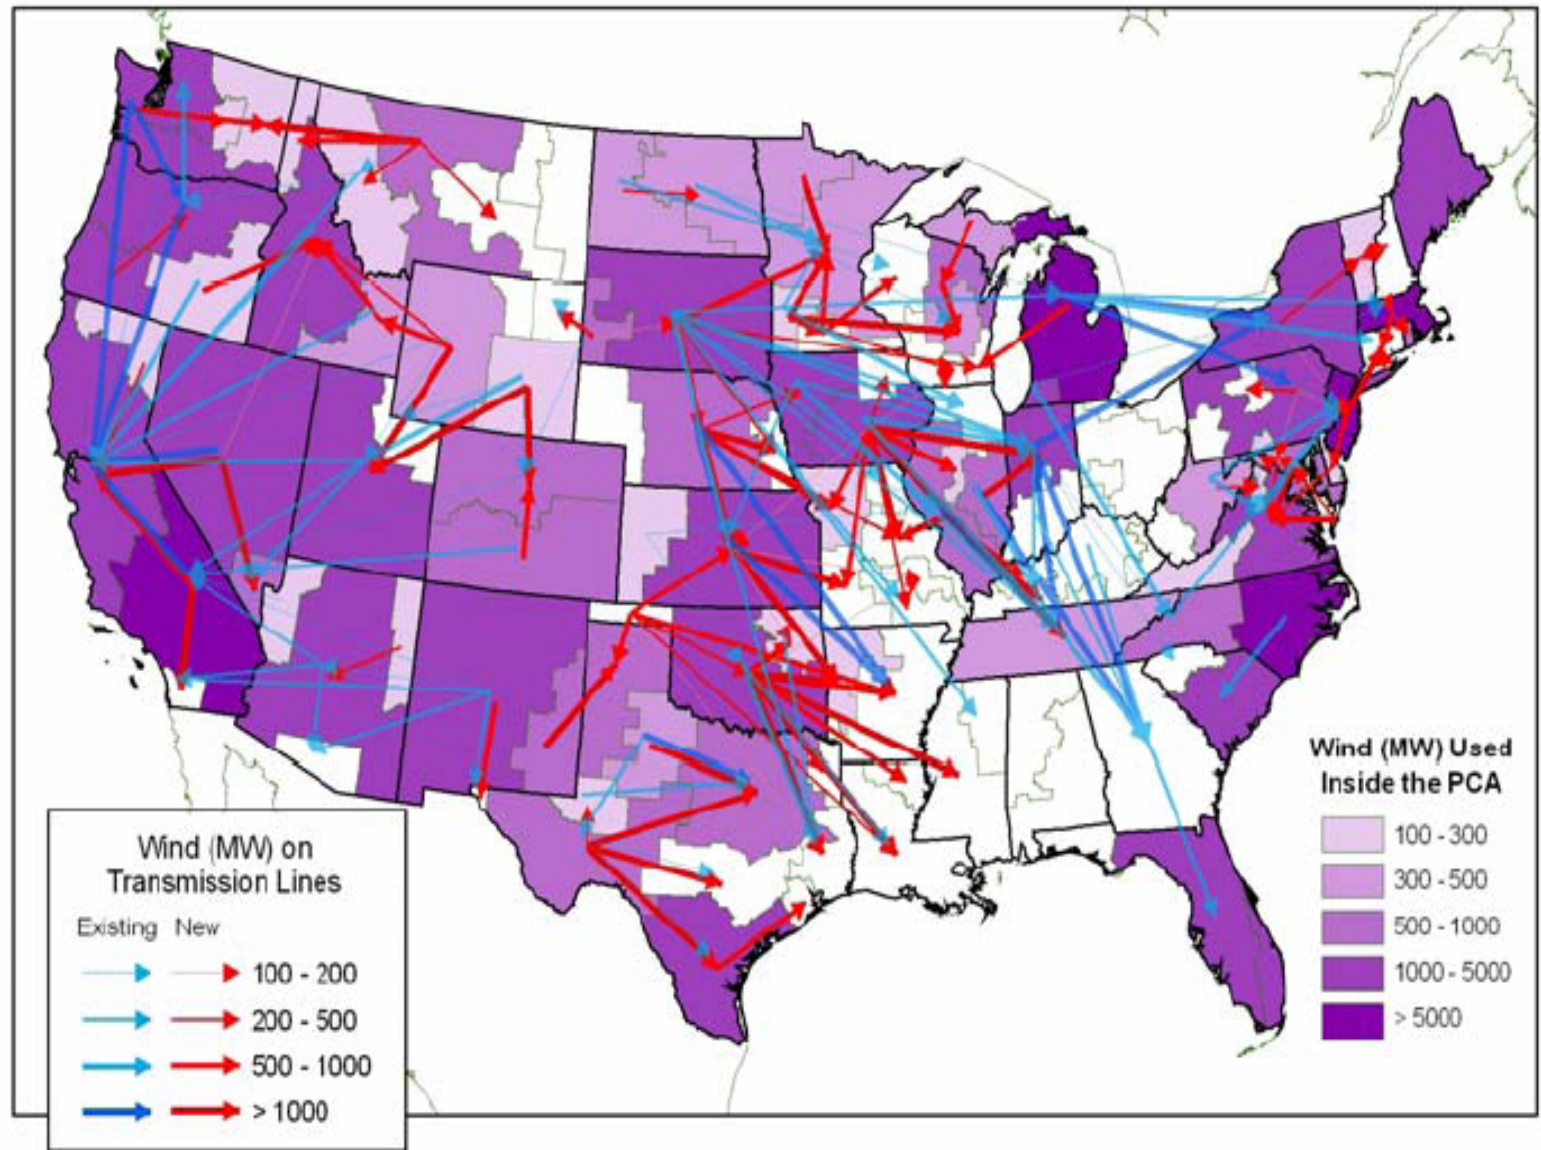 Wind (MW) Used
Inside the PCA
100 - 300
300 - 500
500 - 1000
1000 - 5000
> 5000
Wind (MW) on
Transmission Lines
Existing New
100 - 200
200 - 500
500 - 1000
> 1000